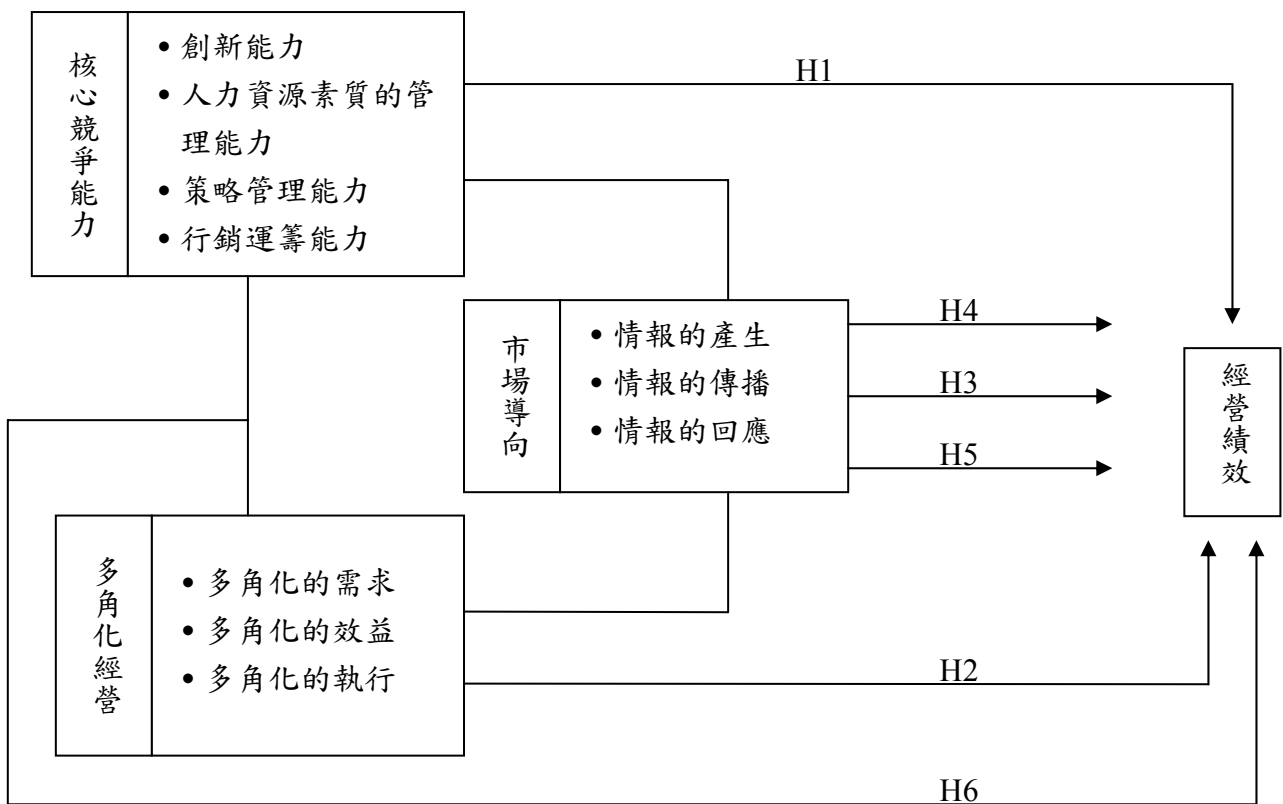 核心競爭能力
• 創新能力
• 人力資源素質的管
理能力
• 策略管理能力
• 行銷運籌能力
H1
市場導向
• 情報的產生
• 情報的傳播
• 情報的回應
H4
H3
H5
經營績效
多角化經營
• 多角化的需求
• 多角化的效益
• 多角化的執行
H2
H6